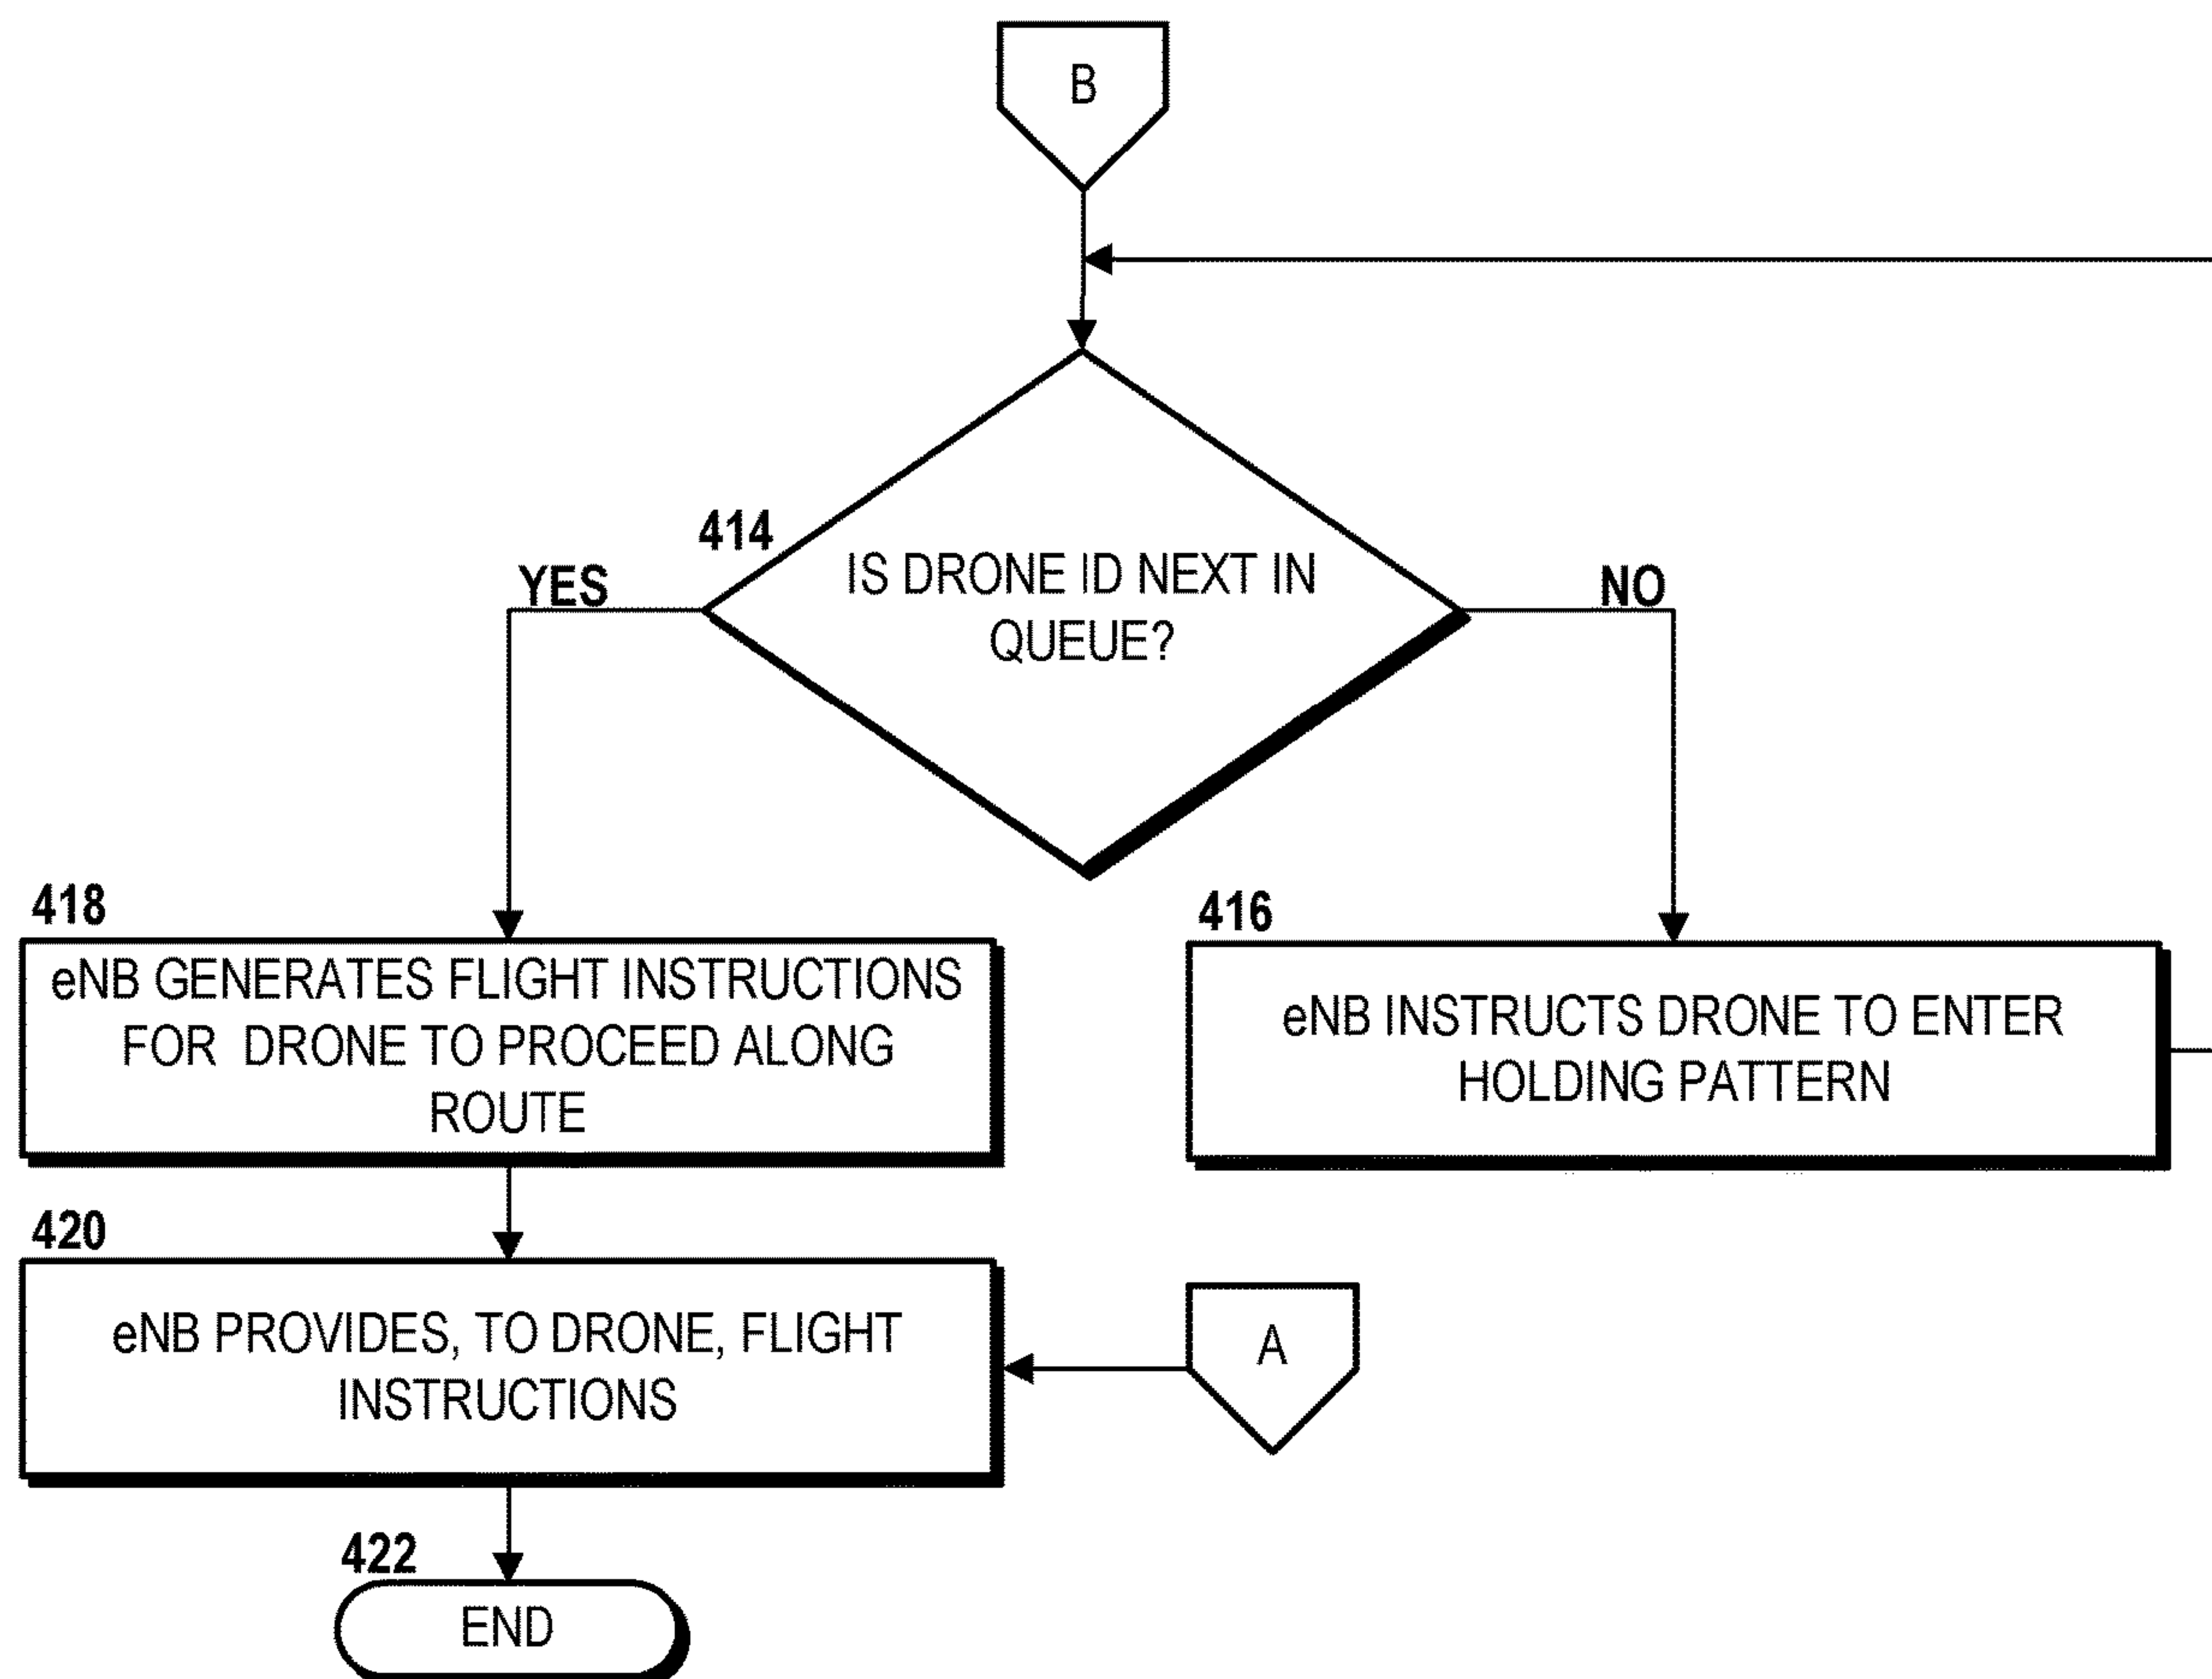 B
414
IS DRONE ID NEXT IN
QUEUE?
YES
NO
418
eNB GENERATES FLIGHT INSTRUCTIONS
FOR DRONE TO PROCEED ALONG
ROUTE
416
eNB INSTRUCTS DRONE TO ENTER
HOLDING PATTERN
420
eNB PROVIDES, TO DRONE, FLIGHT
INSTRUCTIONS
A
422
END